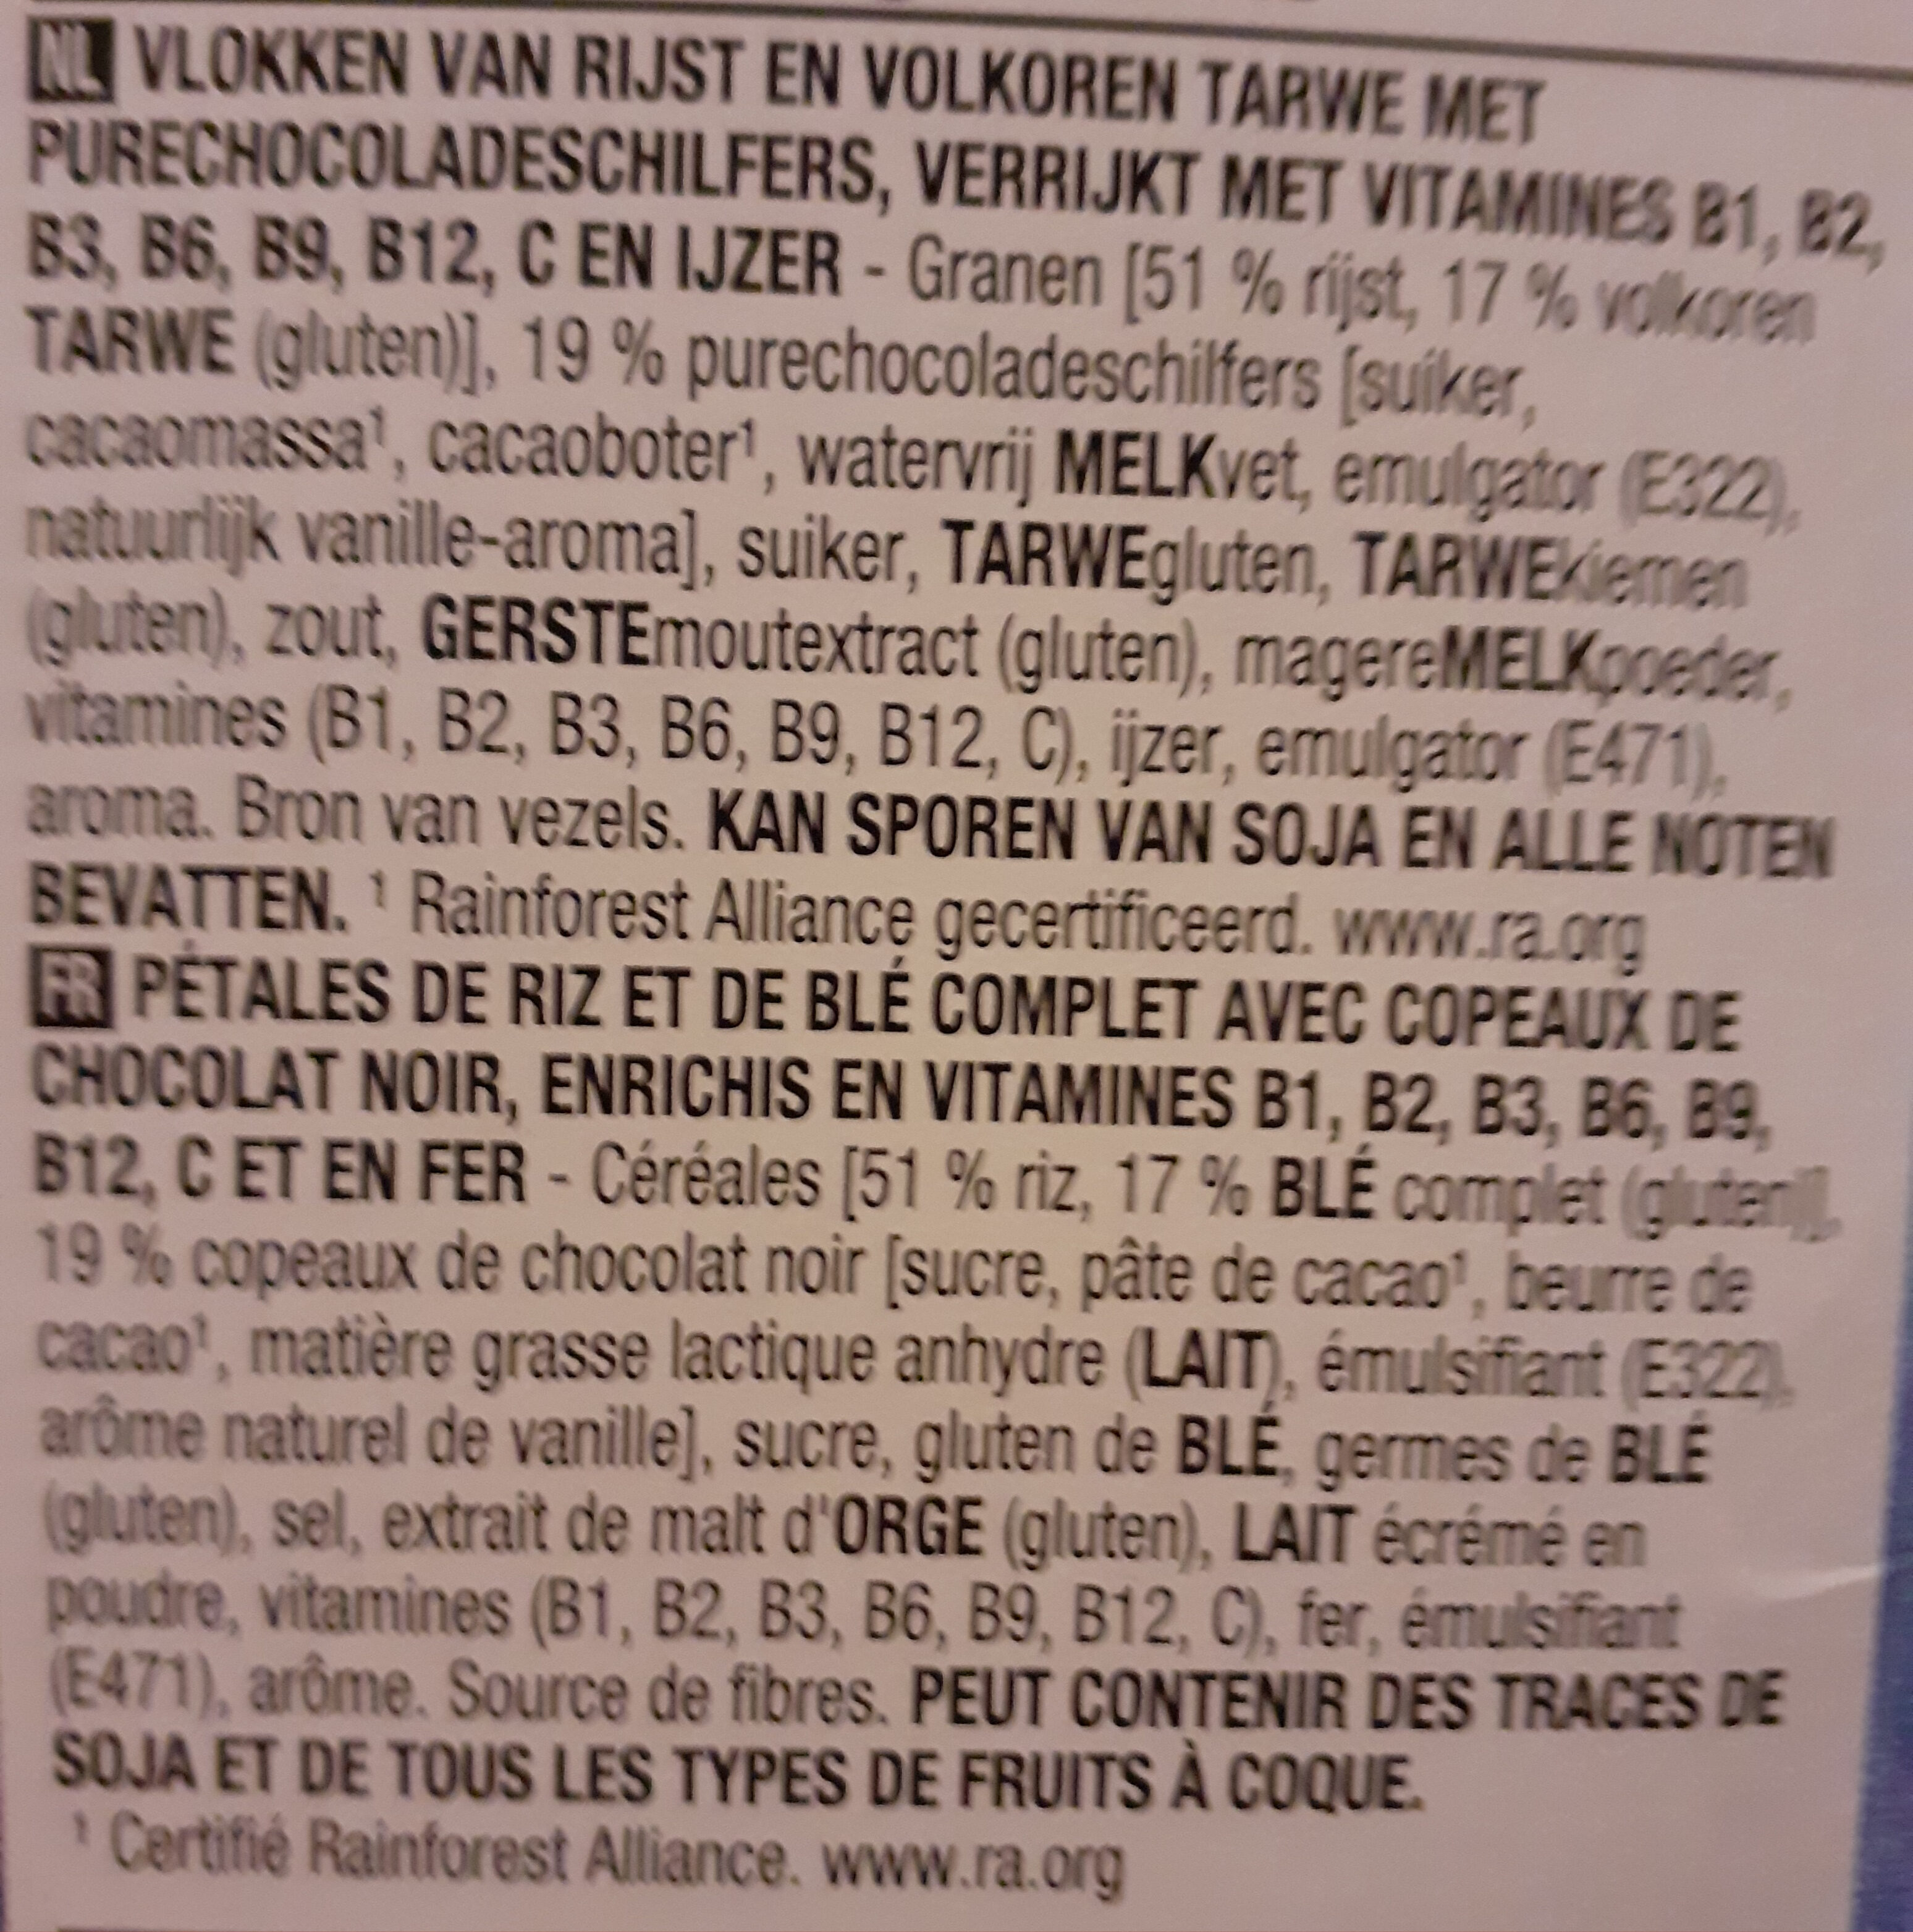 NL VLOKKEN VAN RIJST EN VOLKOREN TARWE MET
PURECHOCOLADESCHILFERS, VERRIJKT MET VITAMINES B1, B2,
B3, B6, B9, B12, C EN IJZER - Granen [51 % rijst, 17 % volkoren
TARWE (gluten)], 19 % purechocoladeschilfers [suiker,
cacaomassa¹, cacaoboter¹, watervrij MELKvet, emulgator (E322),
natuurlijk vanille-aroma], suiker, TARWEgluten, TARWEkiemen
(gluten), zout, GERSTEmoutextract (gluten), magereMELKpoeder,
vitamines (B1, B2, B3, B6, B9, B12, C), ijzer, emulgator (E471),
aroma. Bron van vezels. KAN SPOREN VAN SOJA EN ALLE NOTEN
BEVATTEN. ¹ Rainforest Alliance gecertificeerd. www.ra.org
FR PÉTALES DE RIZ ET DE BLÉ COMPLET AVEC COPEAUX DE
CHOCOLAT NOIR, ENRICHIS EN VITAMINES B1, B2, B3, B6, B9,
B12, C ET EN FER - Céréales [51 % riz, 17 % BLÉ complet (gluten)],
19 % copeaux de chocolat noir [sucre, pâte de cacao¹, beurre de
cacao¹, matière grasse lactique anhydre (LAIT), émulsifiant (E322),
arôme naturel de vanille], sucre, gluten de BLÉ, germes de BLÉ
(gluten), sel, extrait de malt d'ORGE (gluten), LAIT écrémé en
poudre, vitamines (B1, B2, B3, B6, B9, B12, C), fer, émulsifiant
(E471), arôme. Source de fibres. PEUT CONTENIR DES TRACES DE
SOJA ET DE TOUS LES TYPES DE FRUITS À COQUE.
¹ Certifié Rainforest Alliance. www.ra.org